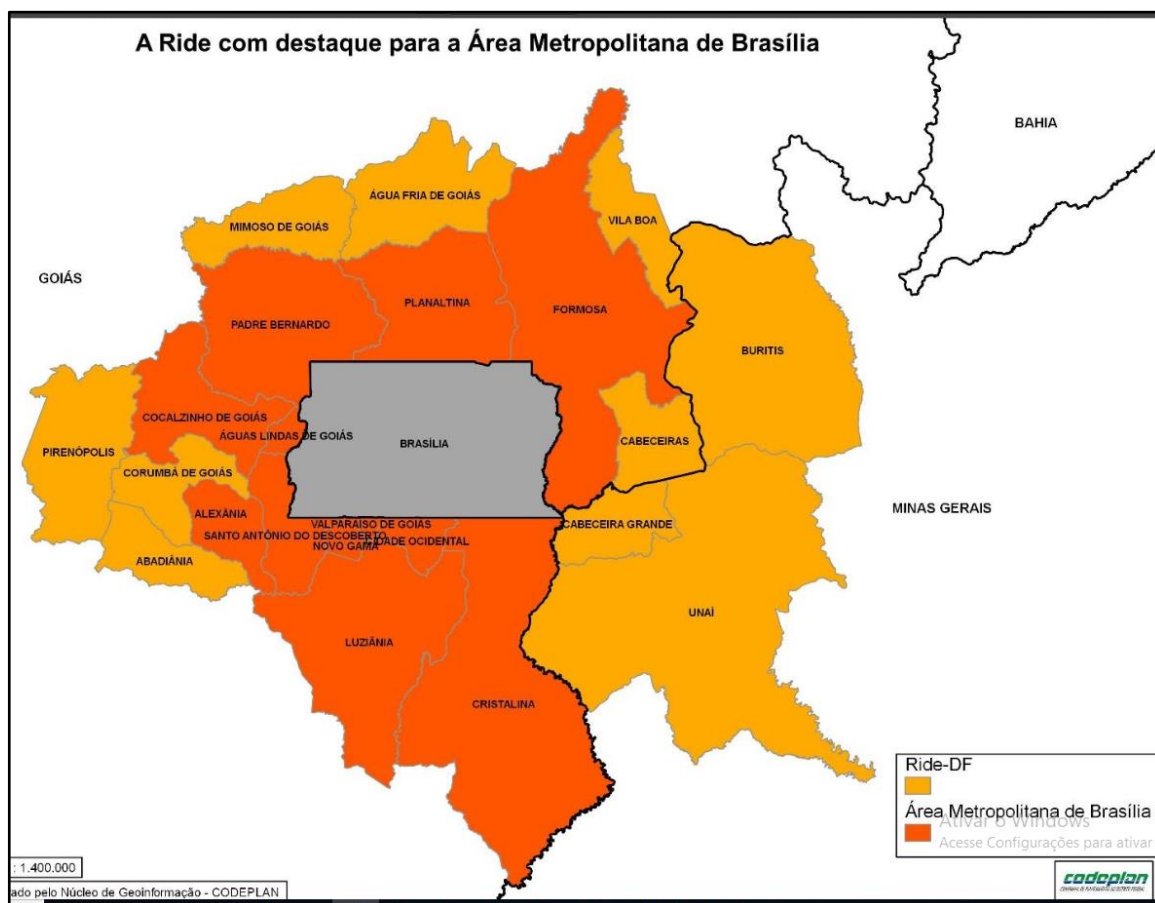 A Ride com destaque para a Área Metropolitana de Brasília
BAHIA
ÁGUA FRIA DE GOIÁS
VILA BOA
MIMOSO DE GOIÁS
GOIÁS
PLANALTINA
FORMOSA
PADRE BERNARDO
BURITIS
COCALZINHO DE GOIÁS
ÁGUAS LINDAS DE GOIÁS
BRASÍLIA
CABECEIRAS
PIRENÓPOLIS
CORUMBÁ DE GOIÁS
MINAS GERAIS
ALEXÂNIA
VALPARAISO DE GOIÁS
CABECEIRA GRANDE
SANTO ANTÔNIO DO DESCOBERTO
CIDADE OCIDENTAL
NOVO GAMA
ABADIÂNIA
UNAÍ
LUZIÂNIA
CRISTALINA
Ride-DF
Área Metropolitana de Brasília
Ativar o Windows
Acesse Configurações para ativar
: 1.400.000
ado pelo Núcleo de Geoinformação - CODEPLAN
codeplan